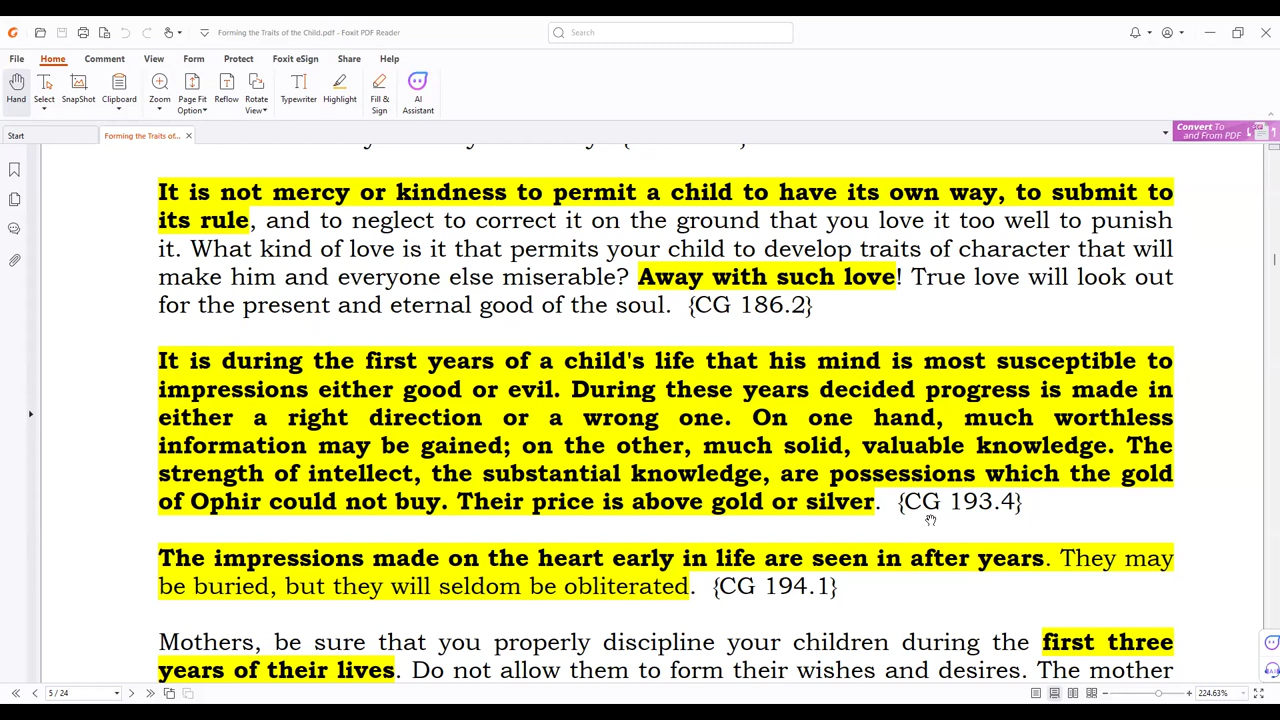 Forming the Traits of the Child.pdf - Foxit PDF Reader
Search
File Home Comment View Form Protect Foxit eSign Share Help
Hand Select SnapShot Clipboard Zoom Page Fit Option Reflow Rotate View Typewriter Highlight Fill & Sign AI Assistant
Start Forming the Traits of...
Convert To
and From PDF
It is not mercy or kindness to permit a child to have its own way, to submit to
its rule, and to neglect to correct it on the ground that you love it too well to punish
it. What kind of love is it that permits your child to develop traits of character that will
make him and everyone else miserable? Away with such love! True love will look out
for the present and eternal good of the soul. {CG 186.2}
It is during the first years of a child's life that his mind is most susceptible to
impressions either good or evil. During these years decided progress is made in
either a right direction or a wrong one. On one hand, much worthless
information may be gained; on the other, much solid, valuable knowledge. The
strength of intellect, the substantial knowledge, are possessions which the gold
of Ophir could not buy. Their price is above gold or silver. {CG 193.4}
The impressions made on the heart early in life are seen in after years. They may
be buried, but they will seldom be obliterated. {CG 194.1}
Mothers, be sure that you properly discipline your children during the first three
years of their lives. Do not allow them to form their wishes and desires. The mother
5 / 24
224.63%